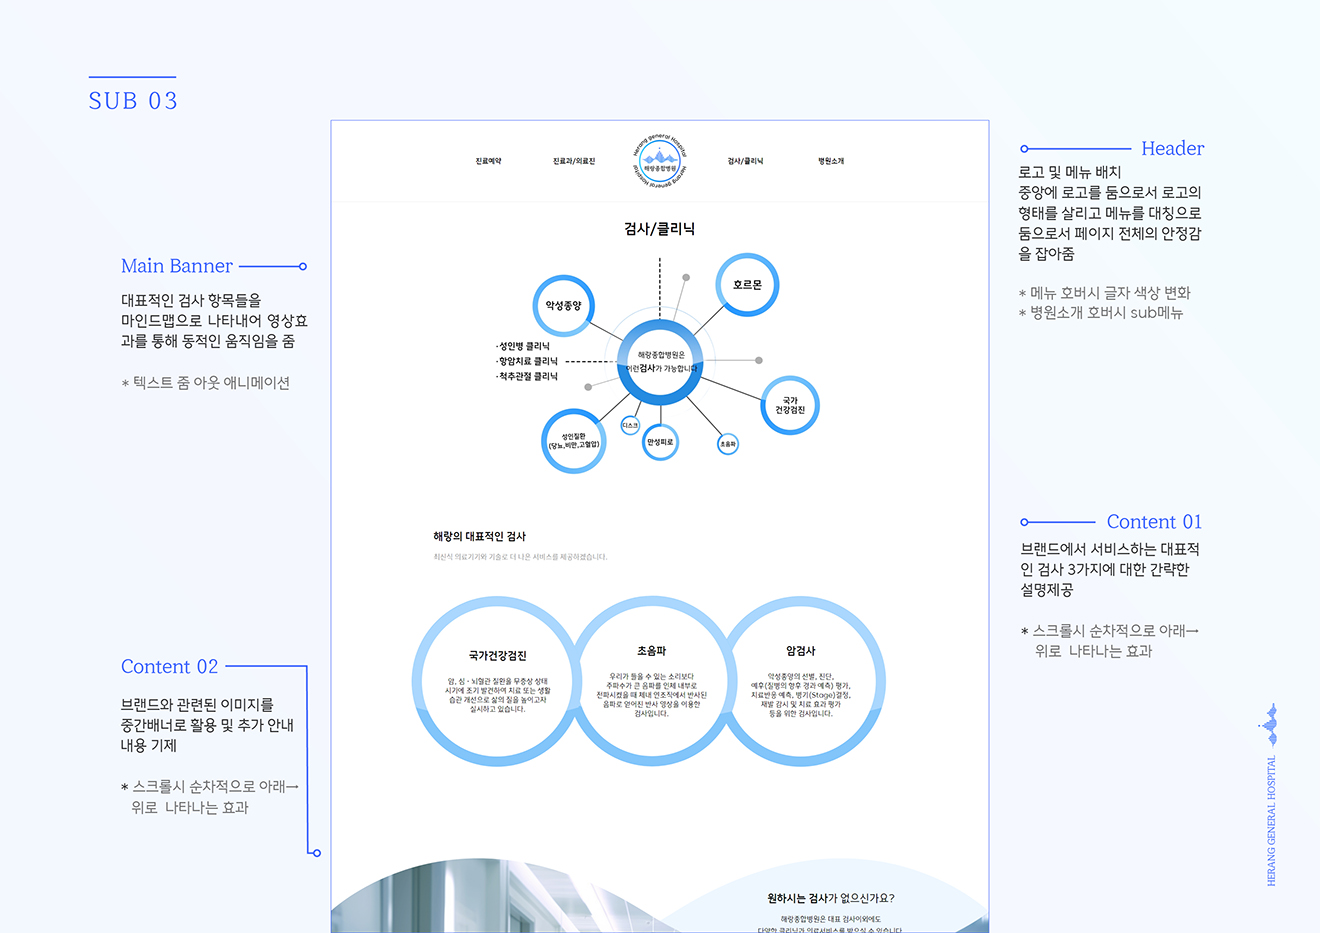 SUB 03
Main Banner
대표적인 검사 항목들을
마인드맵으로 나타내어 영상효
과를 통해 동적인 움직임을 줌
* 텍스트 줌 아웃 애니메이션
Content 02
브랜드와 관련된 이미지를
중간배너로 활용 및 추가 안내
내용 기제
* 스크롤시 순차적으로 아래→
위로 나타나는 효과
진료예약
진료과/의료진
Herang general Hospital
해랑종합병원
Herang general Hospital
검사/클리닉
병원소개
검사/클리닉
악성종양
호르몬
·성인병 클리닉
·항암치료 클리닉
·척추관절 클리닉
해랑종합병원은
이런검사가 가능합니다
국가
건강검진
성인질환
(당뇨,비만,고혈압)
디스크
만성피로
초음파
해랑의 대표적인 검사
최신식 의료기기와 기술로 더 나은 서비스를 제공하겠습니다.
국가건강검진
암, 심·뇌혈관 질환을 무증상 상태
시기에 조기 발견하여 치료 또는 생활
습관 개선으로 삶의 질을 높이고자
실시하고 있습니다.
초음파
우리가 들을 수 있는 소리보다
주파수가 큰 음파를 인체 내부로
전파시켰을 때 체내 연조직에서 반사된
음파로 얻어진 반사 영상을 이용한
검사입니다.
암검사
악성종양의 선별, 진단,
예후(질병의 향후 경과 예측) 평가,
치료반응 예측, 병기(Stage)결정,
재발 감시 및 치료 효과 평가
등을 위한 검사입니다.
원하시는 검사가 없으신가요?
해랑종합병원은 대표 검사이외에도
다양한 클리닉과 의료서비스를 받으실 수 있습니다
Header
로고 및 메뉴 배치
중앙에 로고를 둠으로서 로고의
형태를 살리고 메뉴를 대칭으로
둠으로서 페이지 전체의 안정감
을 잡아줌
* 메뉴 호버시 글자 색상 변화
* 병원소개 호버시 sub메뉴
Content 01
브랜드에서 서비스하는 대표적
인 검사 3가지에 대한 간략한
설명제공
* 스크롤시 순차적으로 아래→
위로 나타나는 효과
HERANG GENERAL HOSPITAL